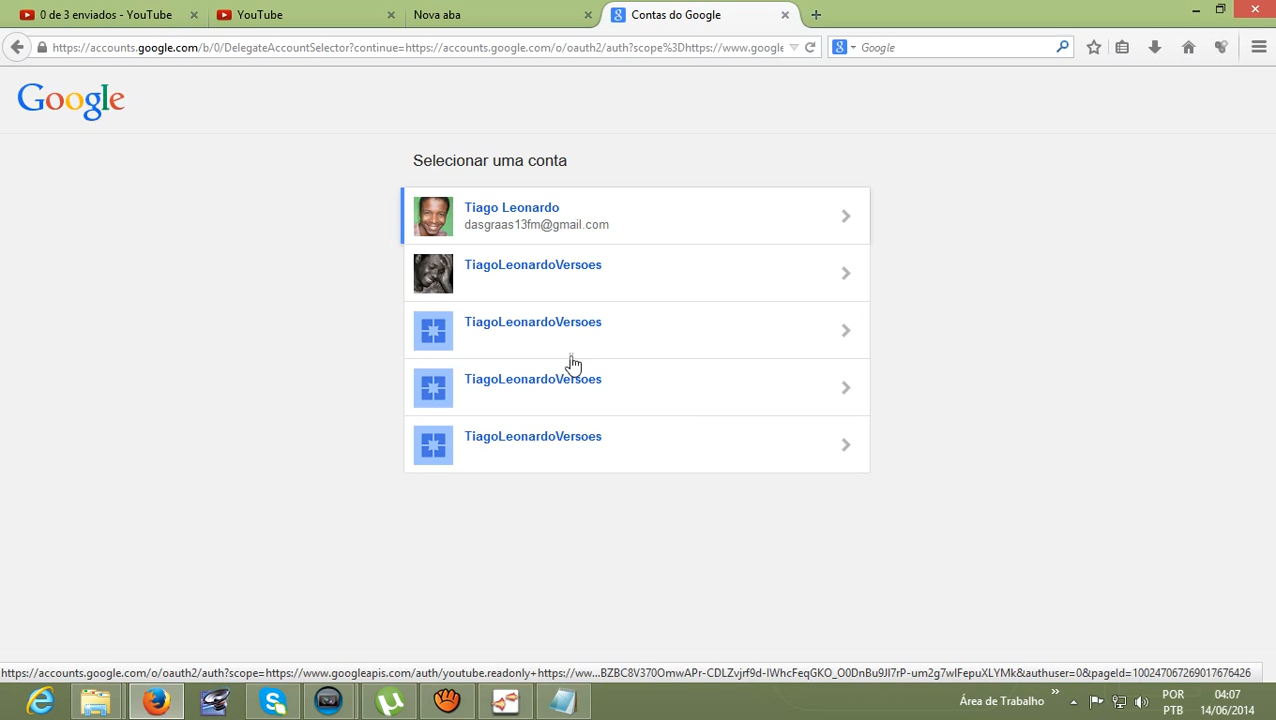 0 de 3 enviados - YouTube
YouTube
Nova aba
Contas do Google
https://accounts.google.com/b/0/DelegateAccountSelector?continue=https://accounts.google.com/o/oauth2/auth?scope%3Dhttps://www.google
Google
Google
Selecionar uma conta
Tiago Leonardo
dasgraas13fm@gmail.com
TiagoLeonardoVersoes
TiagoLeonardoVersoes
TiagoLeonardoVersoes
TiagoLeonardoVersoes
https://accounts.google.com/o/oauth2/auth?scope=https://www.googleapis.com/auth/youtube.readonly+https://ww...BZBC8V370OmwAPr-CDLZvjrf9d-IWhcFeqGKO_O0DnBu9JI7rP-um2g7wIFepuXLYMk&authuser=0&pageId=100247067269017676426
Área de Trabalho
POR
PTB
04:07
14/06/2014